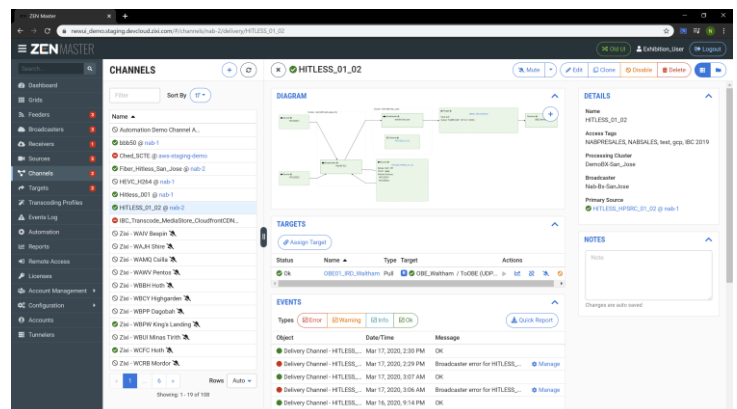 ZEN Master
newui_demo.staging.devcloud.zixi.com/#/channels/nab-2/delivery/HITLESS_01_02
ZENMASTER
Old UI
Exhibition_User
Logout
Search...
Dashboard
Grids
Feeders
Broadcasters
Receivers
Sources
Channels
Targets
Transcoding Profiles
Events Log
Automation
Reports
Remote Access
Licenses
Account Management
Configuration
Accounts
Tunnelers
CHANNELS
Filter
Sort By
Name
Automation Demo Channel A...
bbb50 @ nab-1
Ched_SCTE @ aws-staging-demo
Fiber_Hitless_San_Jose @ nab-2
HEVC_H264 @ nab-1
Hitless_001 @ nab-1
HITLESS_01_02 @ nab-2
IBC_Transcode_MediaStore_CloudfrontCDN...
Zixi - WAIV Beepin
Zixi - WAJH Shire
Zixi - WAMQ Csilla
Zixi - WAWV Pentos
Zixi - WBBH Hoth
Zixi - WBCY Highgarden
Zixi - WBPP Dagobah
Zixi - WBPW King's Landing
Zixi - WBUI Minas Tirith
Zixi - WCFC Hoth
Zixi - WCRB Mordor
« 1 ... 6 »
Rows Auto
Showing: 1 - 19 of 108
HITLESS_01_02
Mute
Edit
Clone
Disable
Delete
DIAGRAM
TARGETS
Assign Target
Status Name Type Target Actions
Ok OBE01_IRD_Waltham Pull OBE_Waltham / ToOBE (UDP...
EVENTS
Types Error Warning Info Ok
Quick Report
Object Date/Time Message
Delivery Channel - HITLESS_... Mar 17, 2020, 2:30 PM OK
Delivery Channel - HITLESS_... Mar 17, 2020, 2:29 PM Broadcaster error for HITLESS_... Manage
Delivery Channel - HITLESS_... Mar 17, 2020, 3:07 AM OK
Delivery Channel - HITLESS_... Mar 17, 2020, 3:06 AM Broadcaster error for HITLESS_... Manage
Delivery Channel - HITLESS_... Mar 16, 2020, 9:14 PM OK
DETAILS
Name
HITLESS_01_02
Access Tags
NABPRESALES, NABSALES, test, gcp, IBC 2019
Processing Cluster
DemoBX-San_Jose
Broadcaster
Nab-Bx-SanJose
Primary Source
HITLESS_HPSRC_01_02 @ nab-1
NOTES
Note
Changes are auto saved